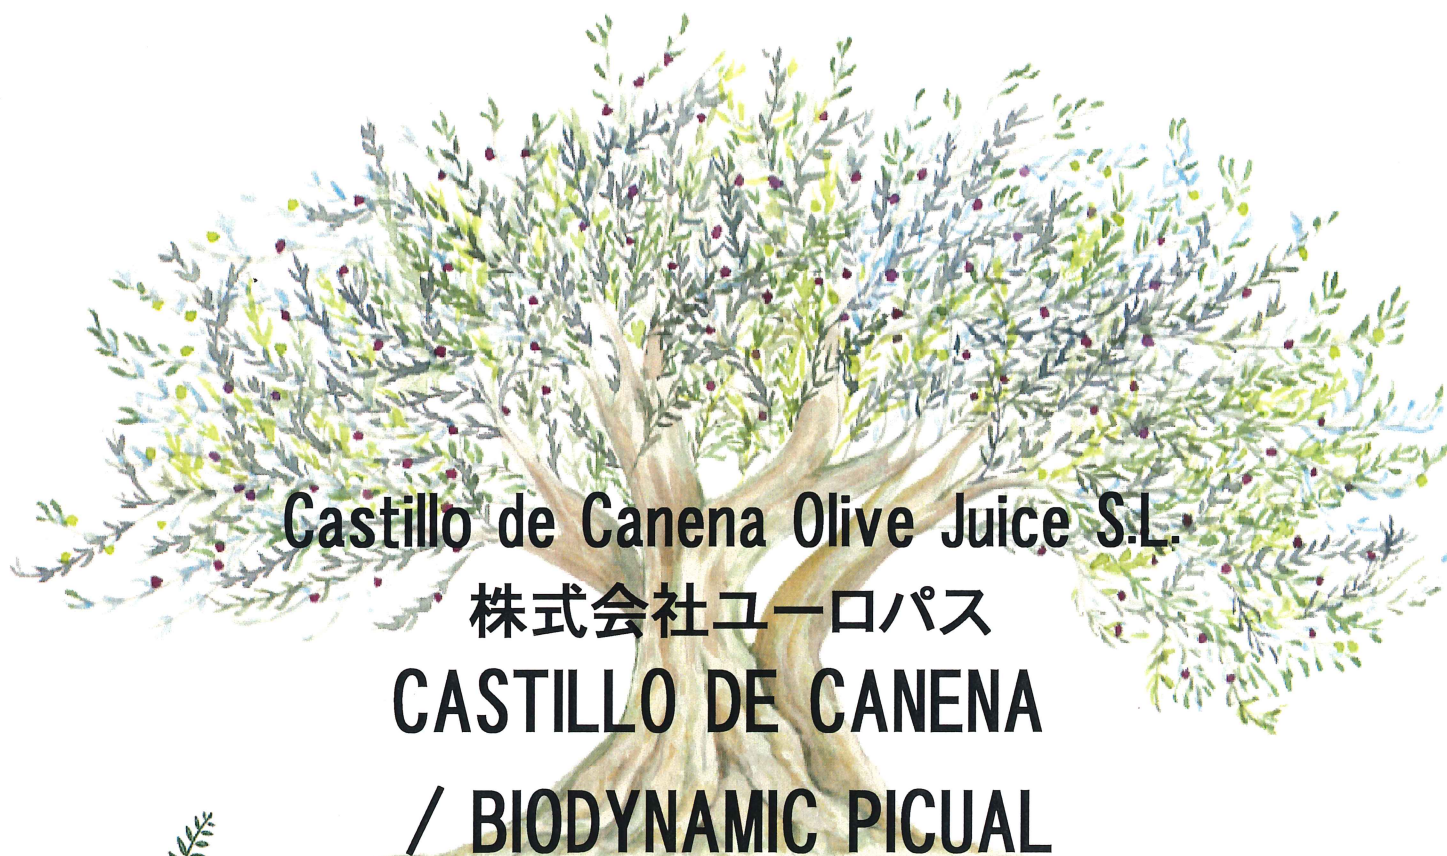 Castillo de Canena Olive Juice S.L.
株式会社ユーロパス
CASTILLO DE CANENA
/ BIODYNAMIC PICUAL